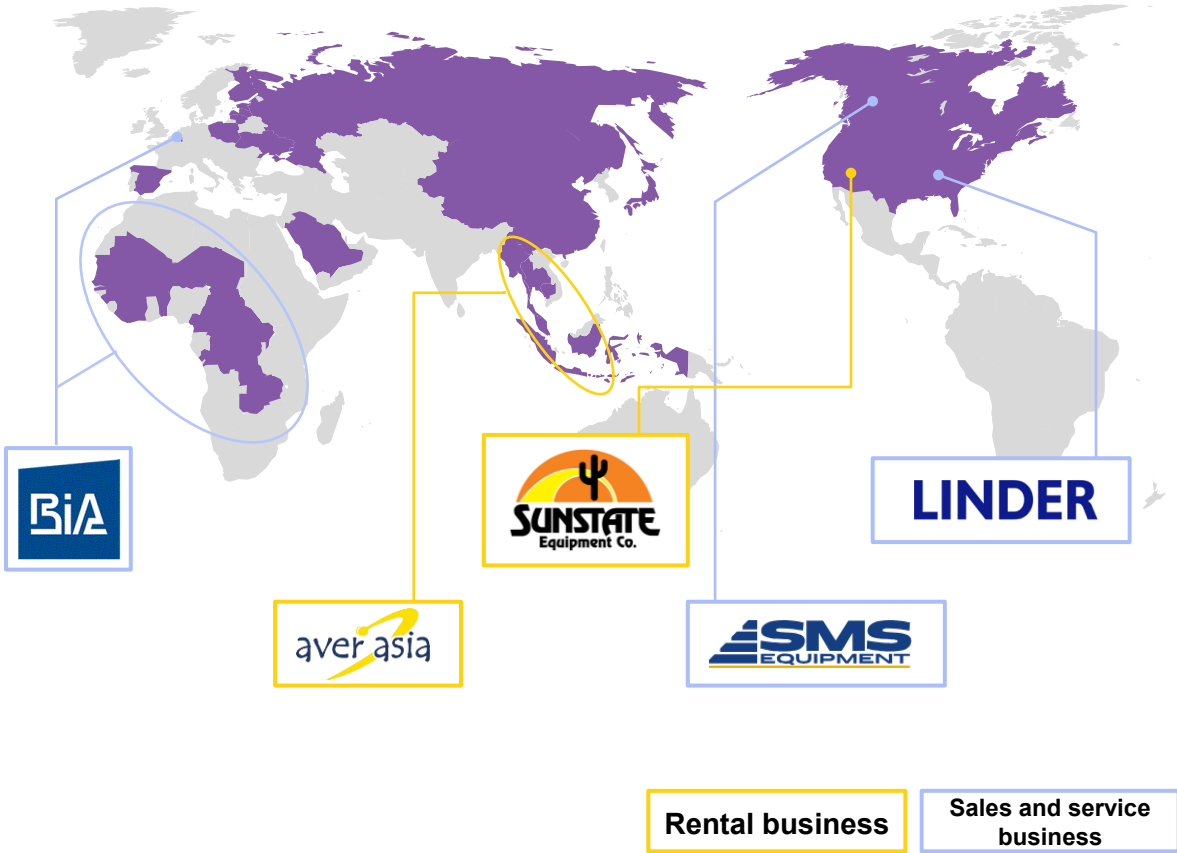 BiA
SUNSTATE
Equipment Co.
LINDER
aver asia
SMS
EQUIPMENT
Rental business
Sales and service
business